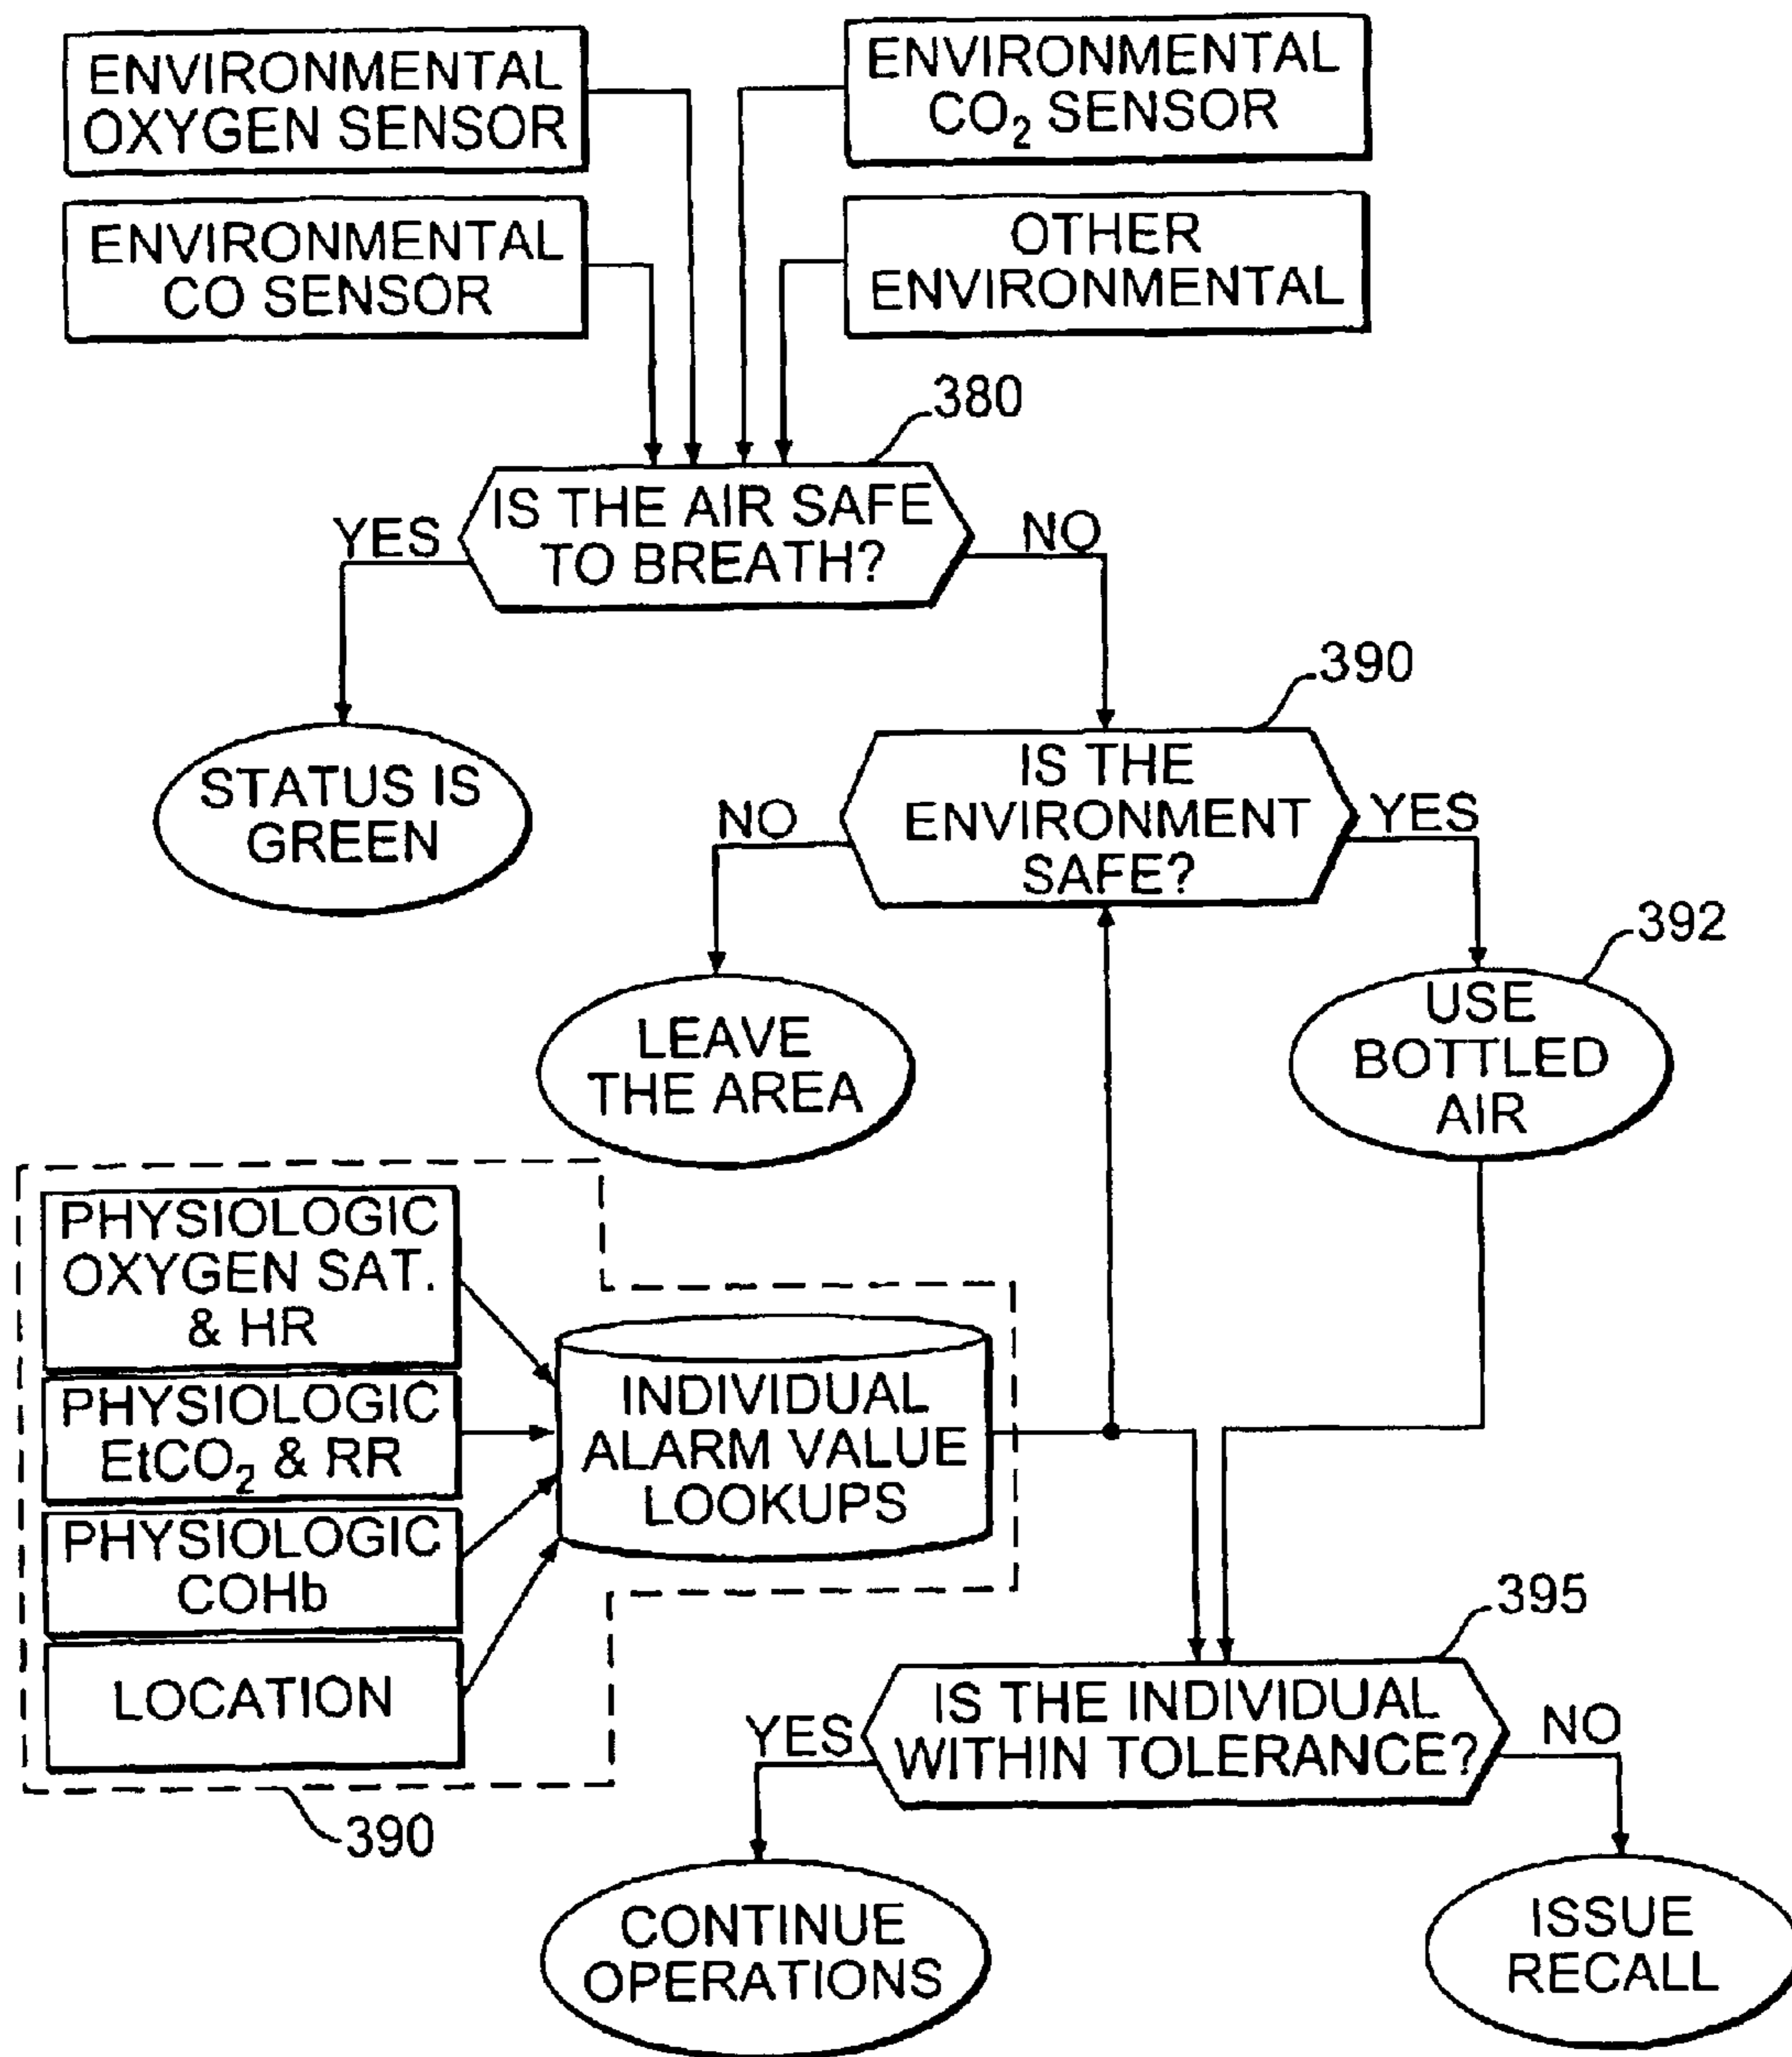 ENVIRONMENTAL
OXYGEN SENSOR
ENVIRONMENTAL
CO₂ SENSOR
ENVIRONMENTAL
CO SENSOR
OTHER
ENVIRONMENTAL
380
IS THE AIR SAFE
TO BREATH?
YES
NO
390
STATUS IS
GREEN
IS THE
ENVIRONMENT
SAFE?
NO
YES
392
LEAVE
THE AREA
USE
BOTTLED
AIR
PHYSIOLOGIC
OXYGEN SAT.
& HR
PHYSIOLOGIC
EtCO₂ & RR
PHYSIOLOGIC
COHb
LOCATION
INDIVIDUAL
ALARM VALUE
LOOKUPS
390
395
IS THE INDIVIDUAL
WITHIN TOLERANCE?
YES
NO
CONTINUE
OPERATIONS
ISSUE
RECALL